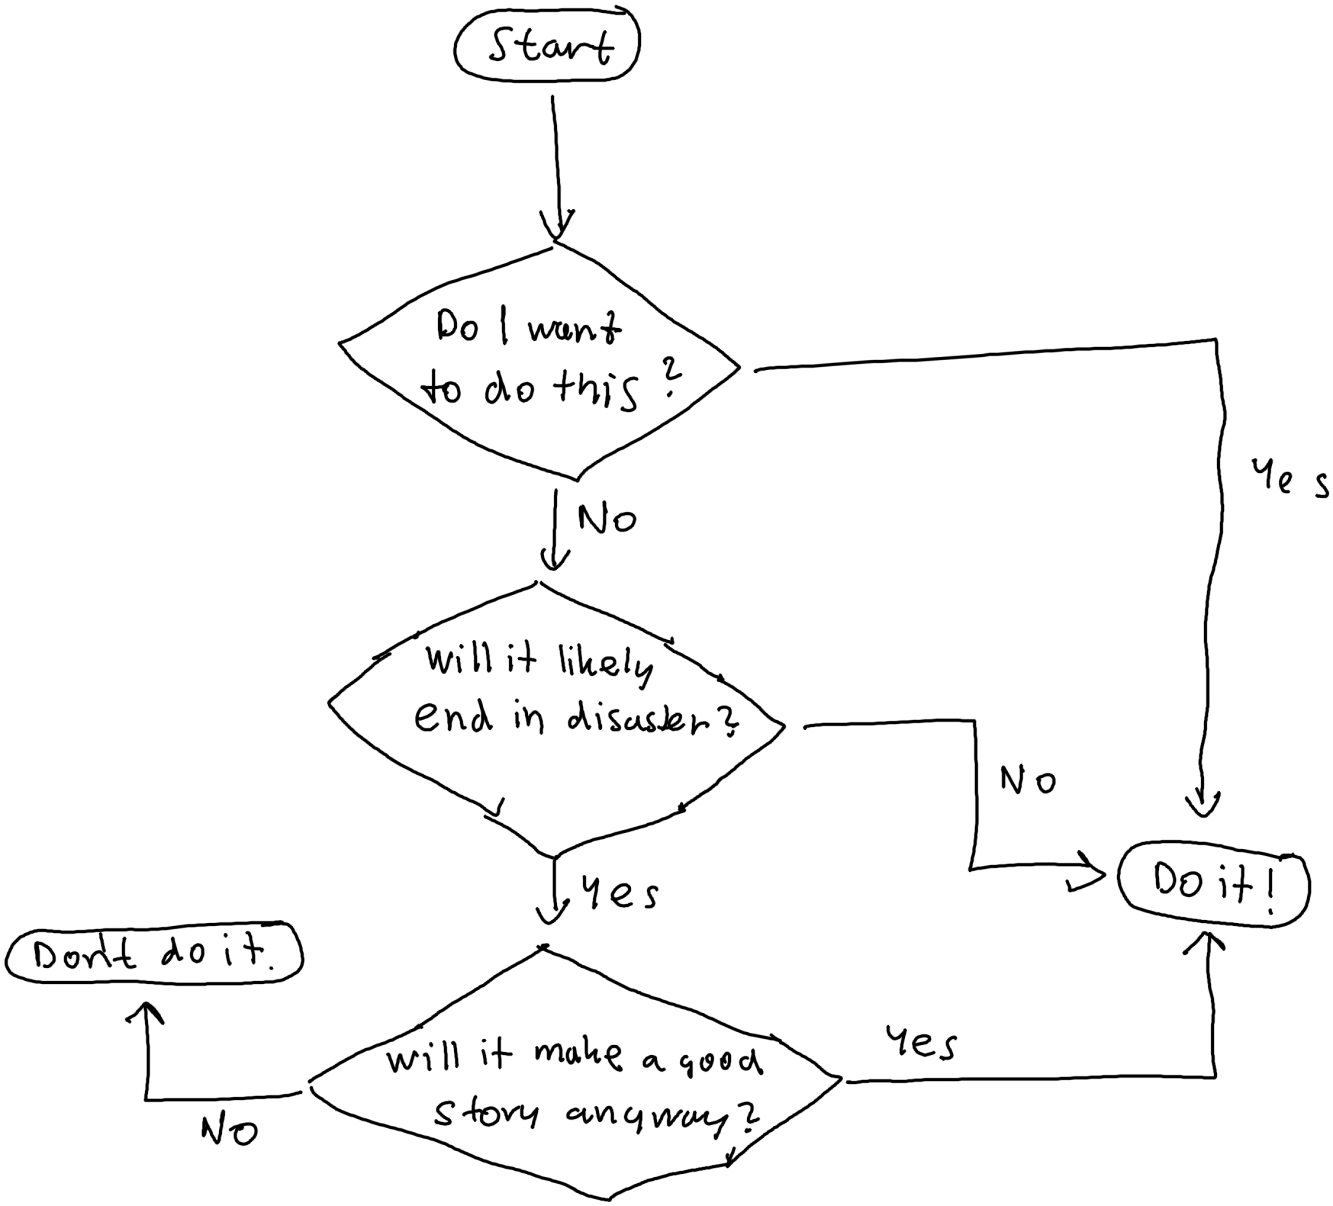 Start
Do I want
to do this?
Yes
No
Will it likely
end in disaster?
No
Do it!
Yes
Don't do it.
Will it make a good
story anyway?
Yes
No